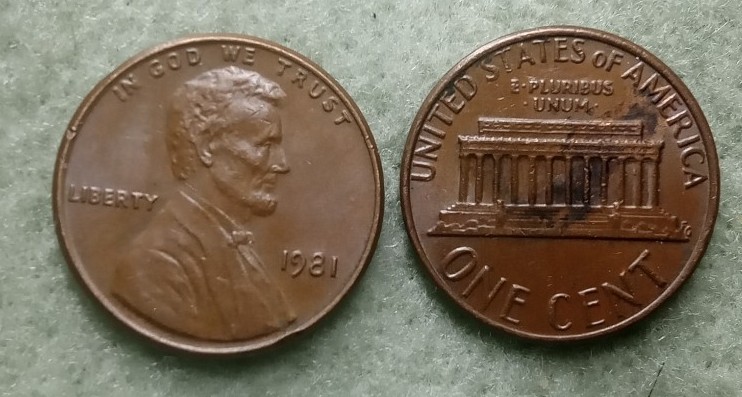 IN GOD WE TRUST
LIBERTY
1981
UNITED STATES OF AMERICA
E·PLURIBUS
·UNUM·
ONE CENT